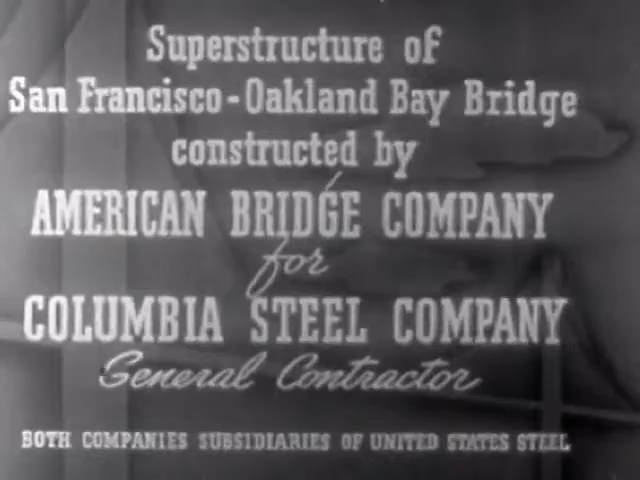 Superstructure of
San Francisco-Oakland Bay Bridge
constructed by
AMERICAN BRIDGE COMPANY
for
COLUMBIA STEEL COMPANY
General Contractor
BOTH COMPANIES SUBSIDIARIES OF UNITED STATES STEEL